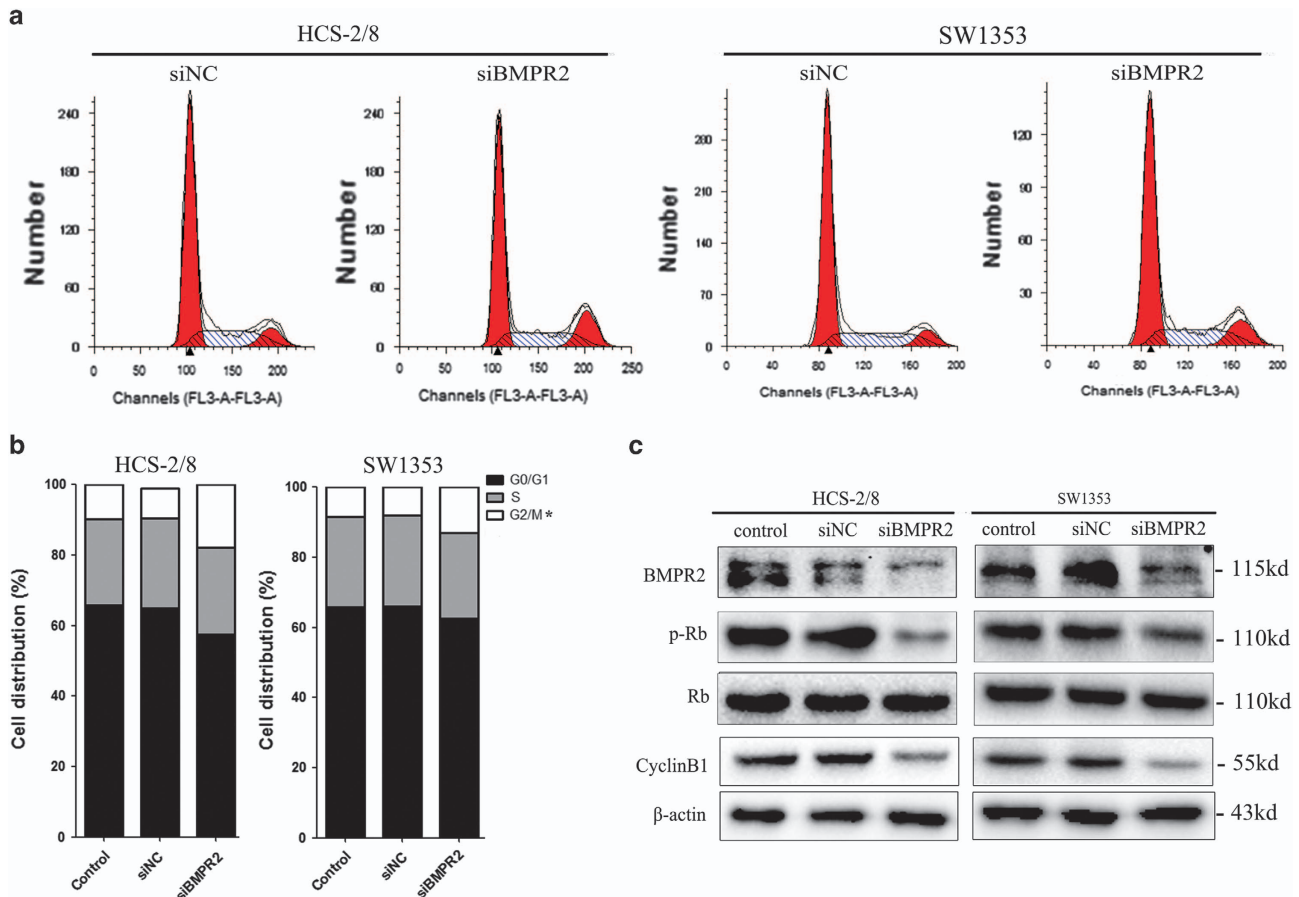 a
HCS-2/8
SW1353
siNC
siBMPR2
siNC
siBMPR2
Number
240
180
120
60
0
0 50 100 150 200
Channels (FL3-A-FL3-A)
Number
240
180
120
60
0
0 50 100 150 200 250
Channels (FL3-A-FL3-A)
Number
280
210
140
70
0
0 40 80 120 160 200
Channels (FL3-A-FL3-A)
Number
120
90
60
30
0 40 80 120 160 200
Channels (FL3-A-FL3-A)
b
HCS-2/8
Cell distribution (%)
100
80
60
40
20
0
Control
siNC
siBMPR2
SW1353
Cell distribution (%)
100
80
60
40
20
0
Control
siNC
siBMPR2
G0/G1
S
G2/M *
c
HCS-2/8
SW1353
control siNC siBMPR2
control siNC siBMPR2
BMPR2
- 115kd
p-Rb
- 110kd
Rb
- 110kd
CyclinB1
- 55kd
β-actin
- 43kd